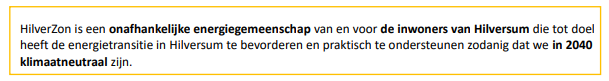 HilverZon is een onafhankelijke energiegemeenschap van en voor de inwoners van Hilversum die tot doel
heeft de energietransitie in Hilversum te bevorderen en praktisch te ondersteunen zodanig dat we in 2040
klimaatneutraal zijn.